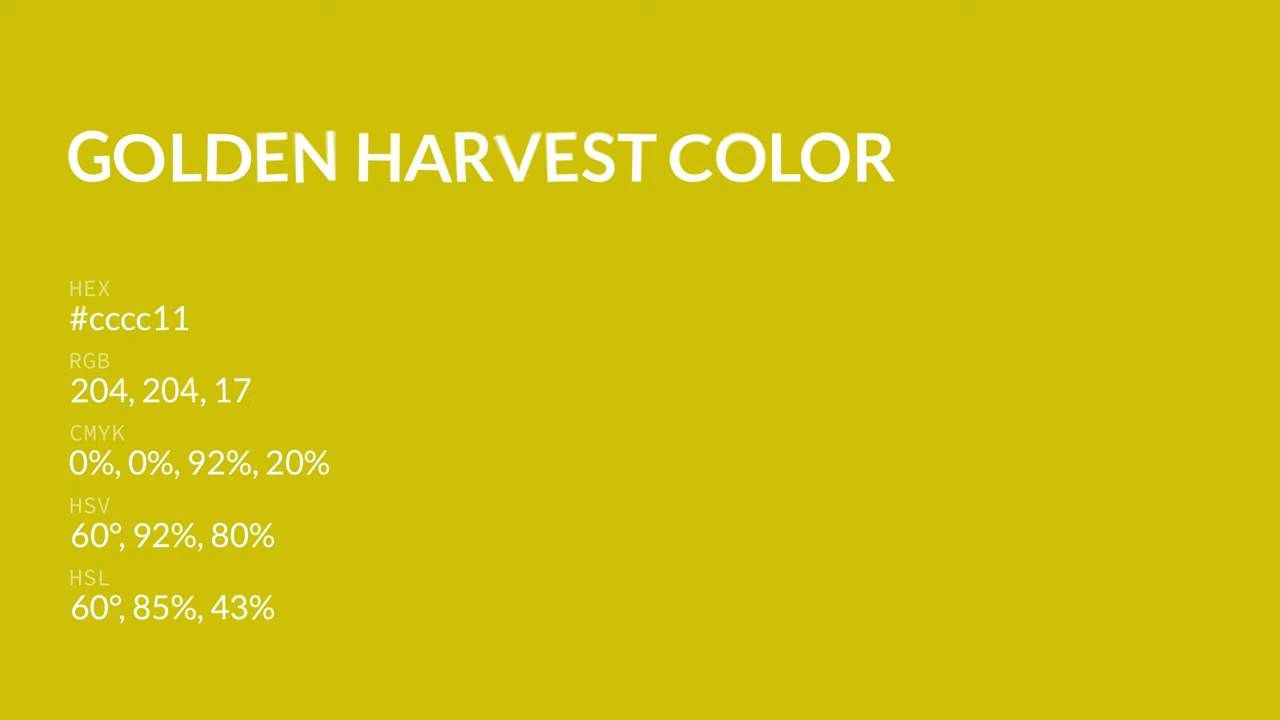 GOLDEN HARVEST COLOR
HEX
#cccc11
RGB
204, 204, 17
CMYK
0%, 0%, 92%, 20%
HSV
60°, 92%, 80%
HSL
60°, 85%, 43%